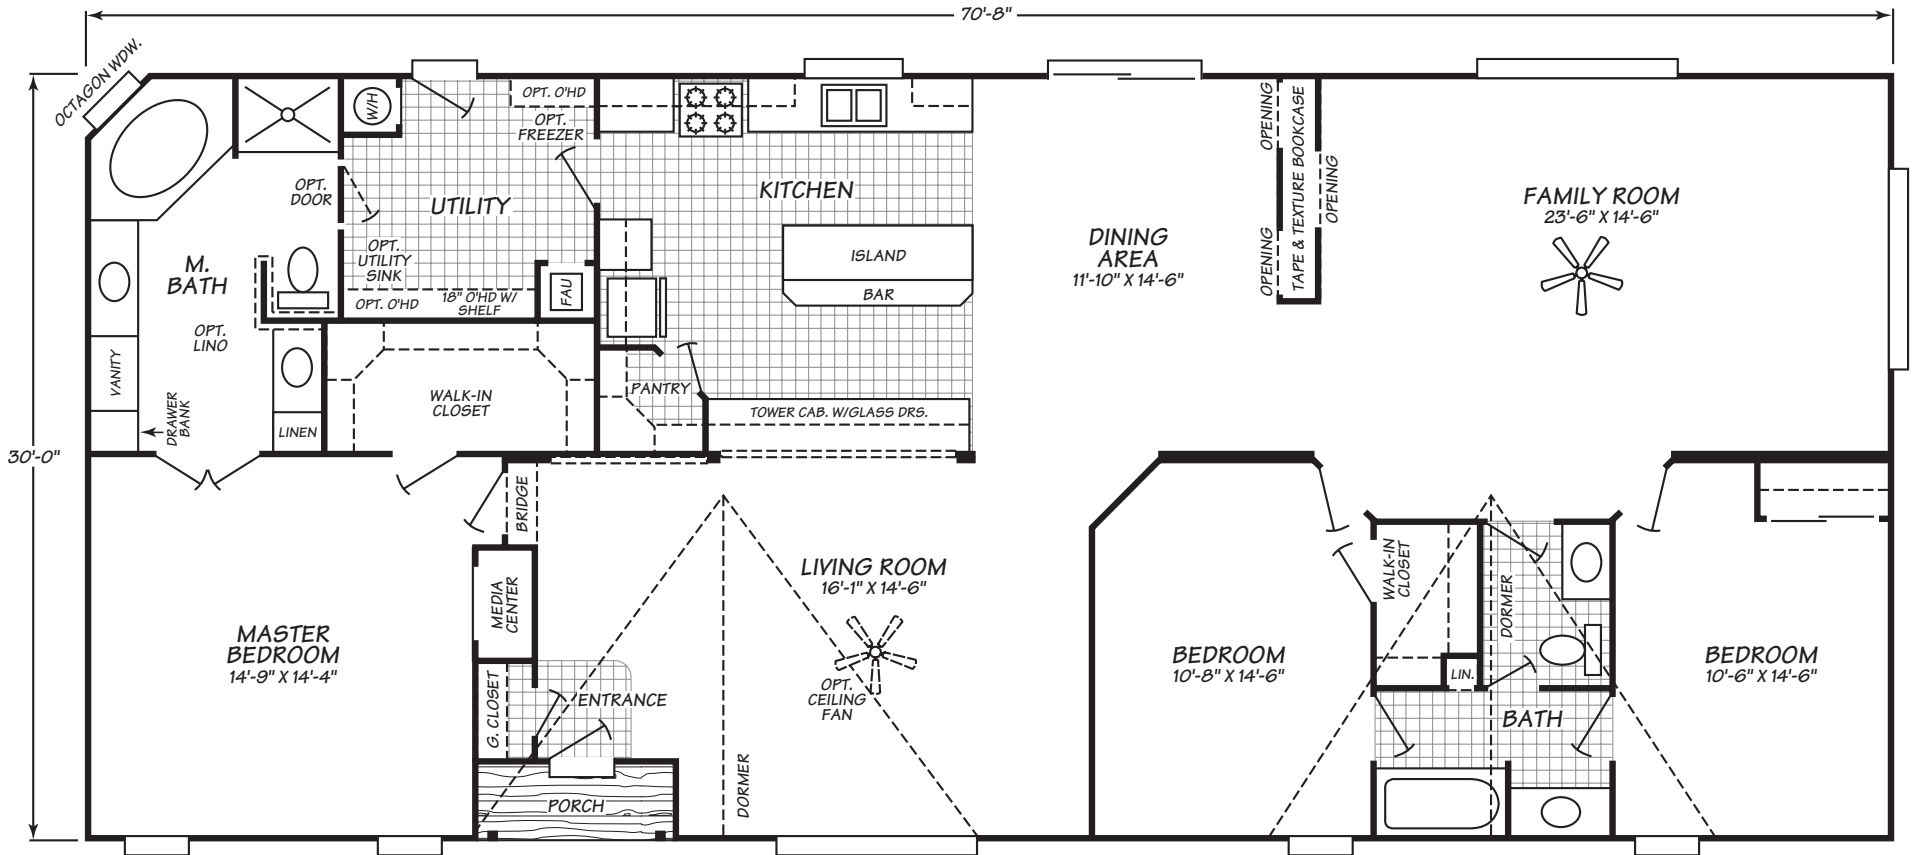 70'-8"
OCTAGON WDW.
W/H
OPT. O'HD
OPT.
FREEZER
OPENING
TAPE & TEXTURE BOOKCASE
OPENING
OPENING
OPT.
DOOR
UTILITY
KITCHEN
FAMILY ROOM
23'-6" X 14'-6"
M.
BATH
OPT.
UTILITY
SINK
ISLAND
BAR
DINING
AREA
11'-10" X 14'-6"
OPT. O'HD
18" O'HD W/
SHELF
FAU
OPT.
LINO
VANITY
DRAWER
BANK
LINEN
WALK-IN
CLOSET
PANTRY
TOWER CAB. W/GLASS DRS.
30'-0"
BRIDGE
MEDIA
CENTER
LIVING ROOM
16'-1" X 14'-6"
WALK-IN
CLOSET
DORMER
MASTER
BEDROOM
14'-9" X 14'-4"
BEDROOM
10'-8" X 14'-6"
LIN.
BEDROOM
10'-6" X 14'-6"
G. CLOSET
ENTRANCE
OPT.
CEILING
FAN
BATH
DORMER
PORCH